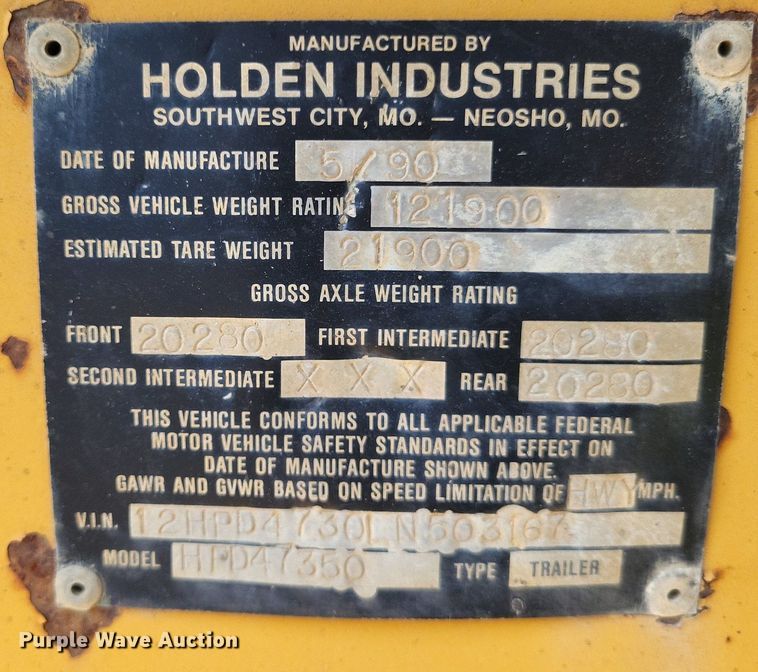 MANUFACTURED BY
HOLDEN INDUSTRIES
SOUTHWEST CITY, MO. — NEOSHO, MO.
DATE OF MANUFACTURE 5/90
GROSS VEHICLE WEIGHT RATING 121900
ESTIMATED TARE WEIGHT 21900
GROSS AXLE WEIGHT RATING
FRONT 20280 FIRST INTERMEDIATE 20280
SECOND INTERMEDIATE X X X REAR 20280
THIS VEHICLE CONFORMS TO ALL APPLICABLE FEDERAL
MOTOR VEHICLE SAFETY STANDARDS IN EFFECT ON
DATE OF MANUFACTURE SHOWN ABOVE.
GAWR AND GVWR BASED ON SPEED LIMITATION OF HWY MPH.
V.I.N. 12HPD4730LN503167
MODEL HPD47350 TYPE TRAILER
Purple Wave Auction